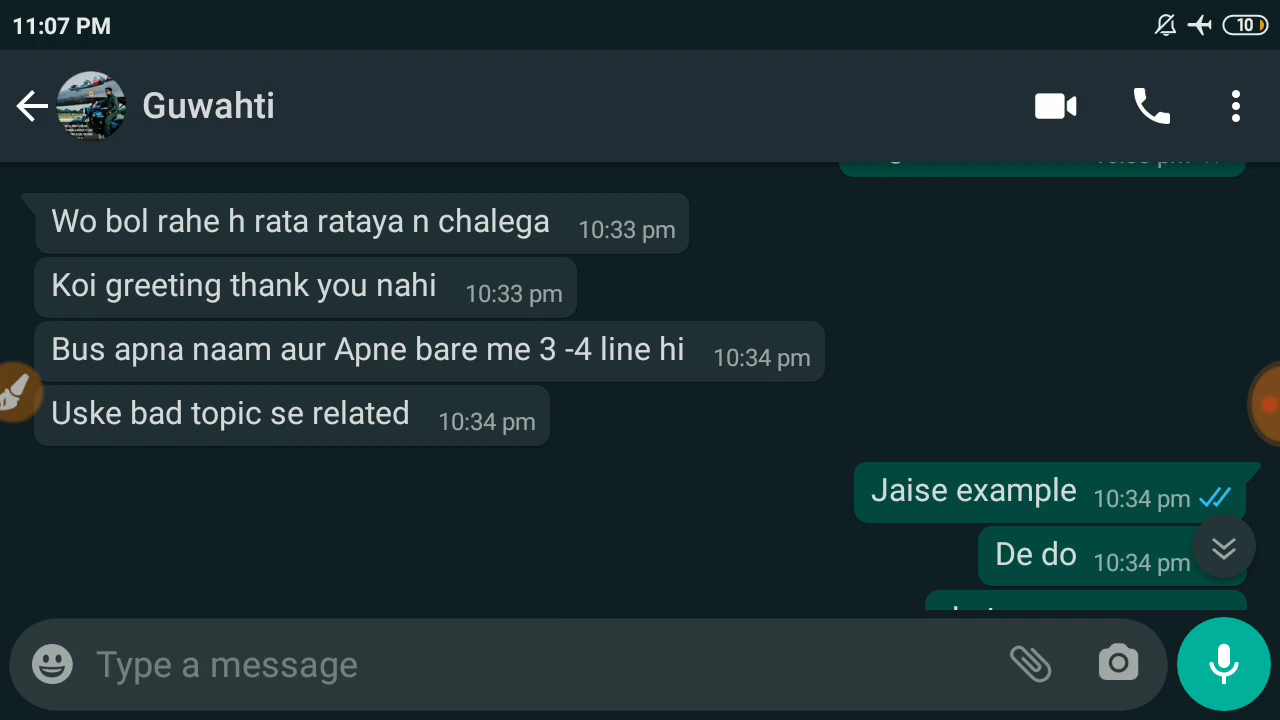 11:07 PM
10
Guwahti
Wo bol rahe h rata rataya n chalega 10:33 pm
Koi greeting thank you nahi 10:33 pm
Bus apna naam aur Apne bare me 3 -4 line hi 10:34 pm
Uske bad topic se related 10:34 pm
Jaise example 10:34 pm
De do 10:34 pm
Type a message